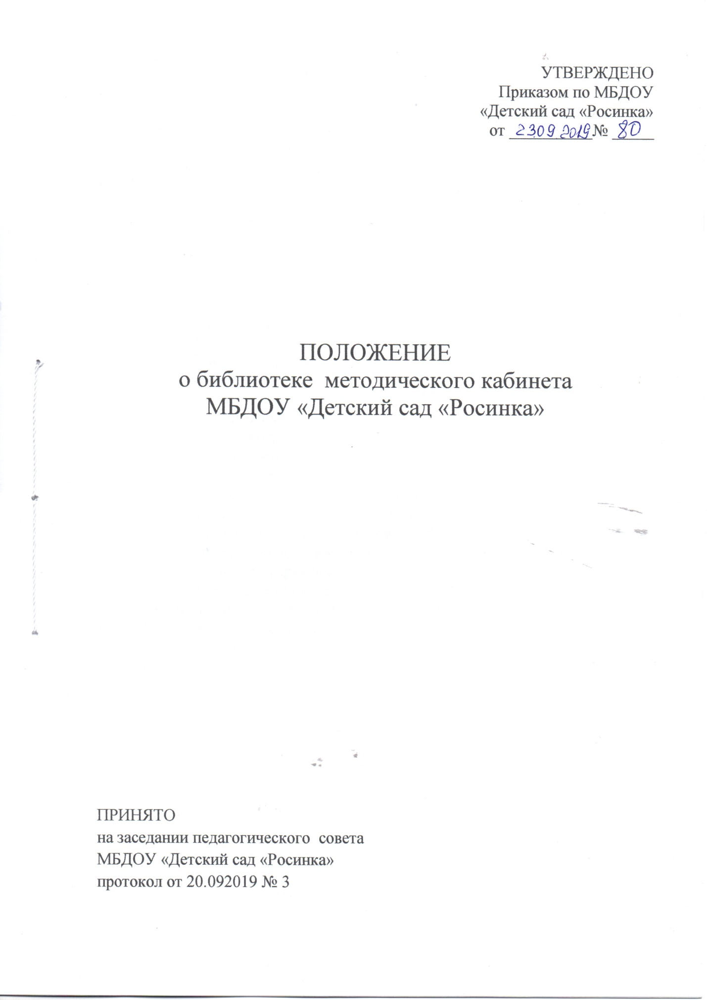 УТВЕРЖДЕНО
Приказом по МБДОУ
«Детский сад «Росинка»
от 23.09.2019 № 80
ПОЛОЖЕНИЕ
о библиотеке методического кабинета
МБДОУ «Детский сад «Росинка»
ПРИНЯТО
на заседании педагогического совета
МБДОУ «Детский сад «Росинка»
протокол от 20.092019 № 3